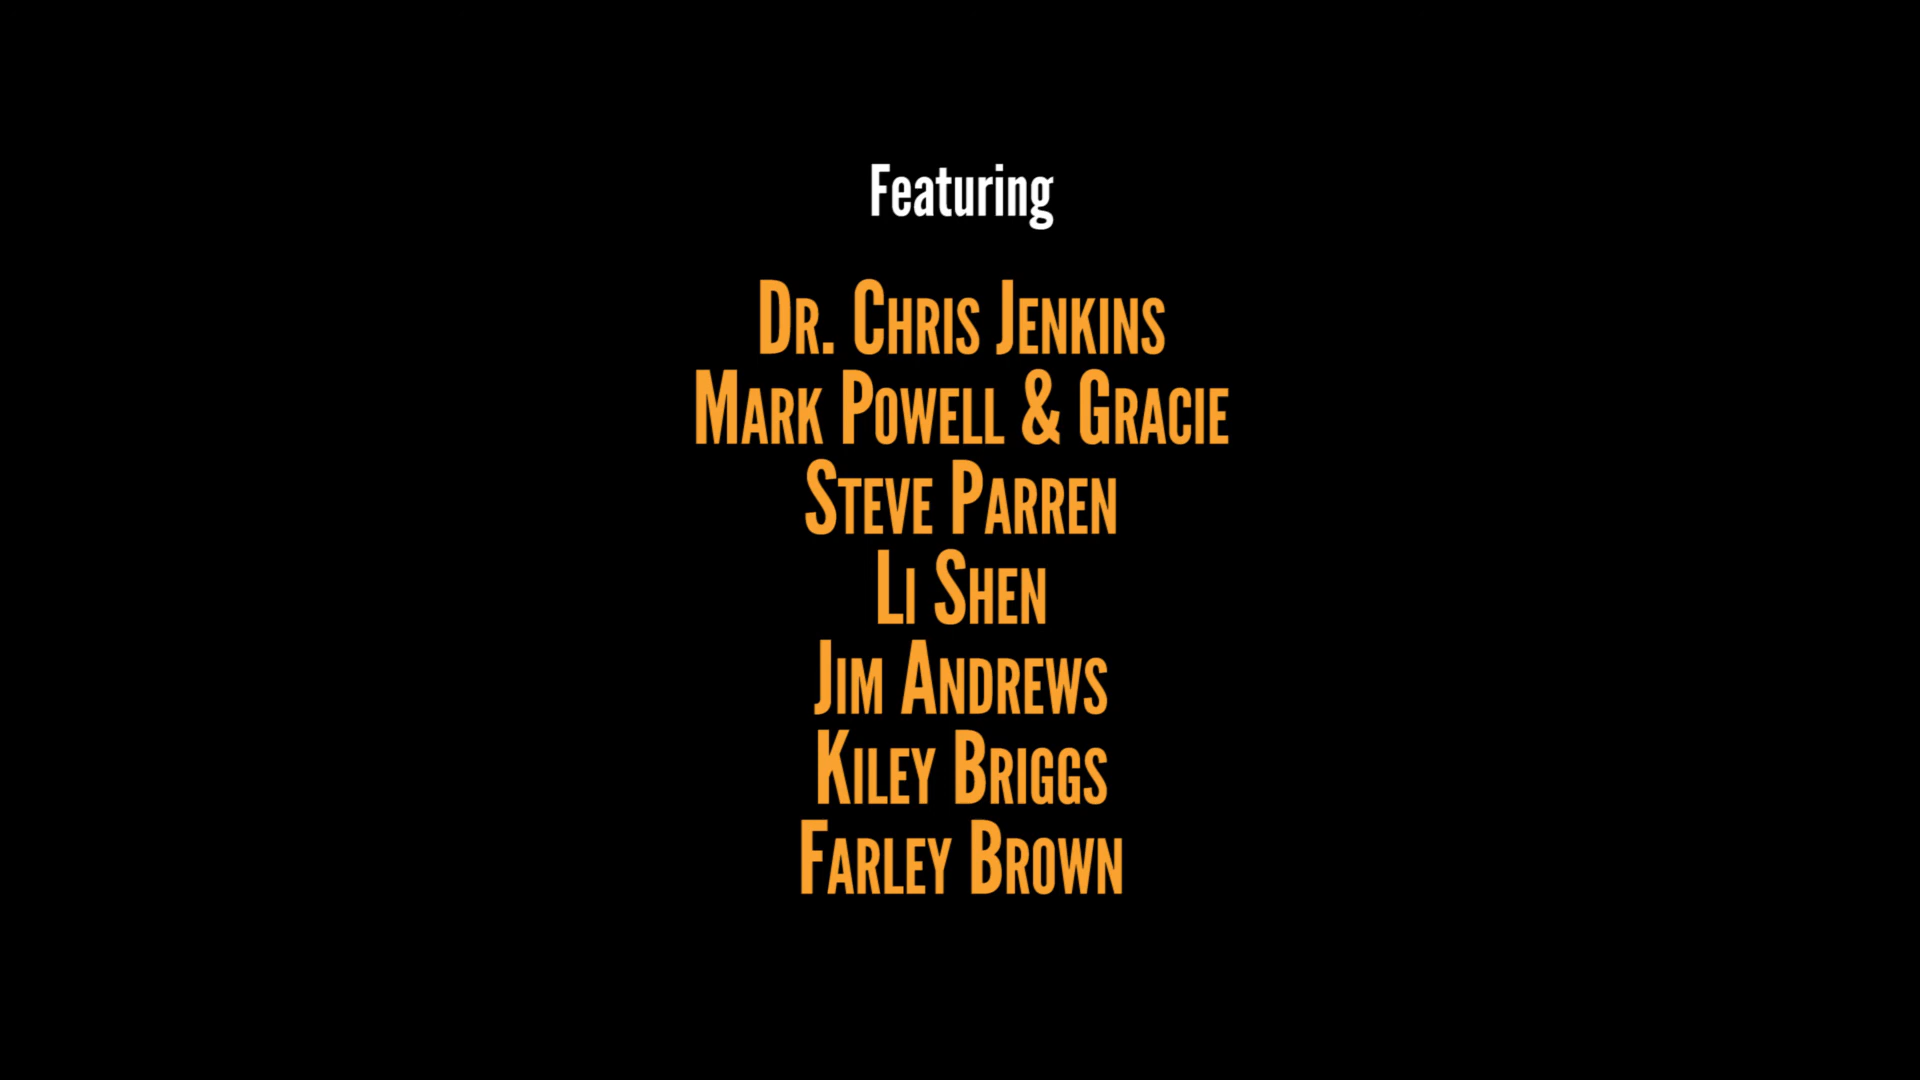 Featuring
Dr. Chris Jenkins
Mark Powell & Gracie
Steve Parren
Li Shen
Jim Andrews
Kiley Briggs
Farley Brown